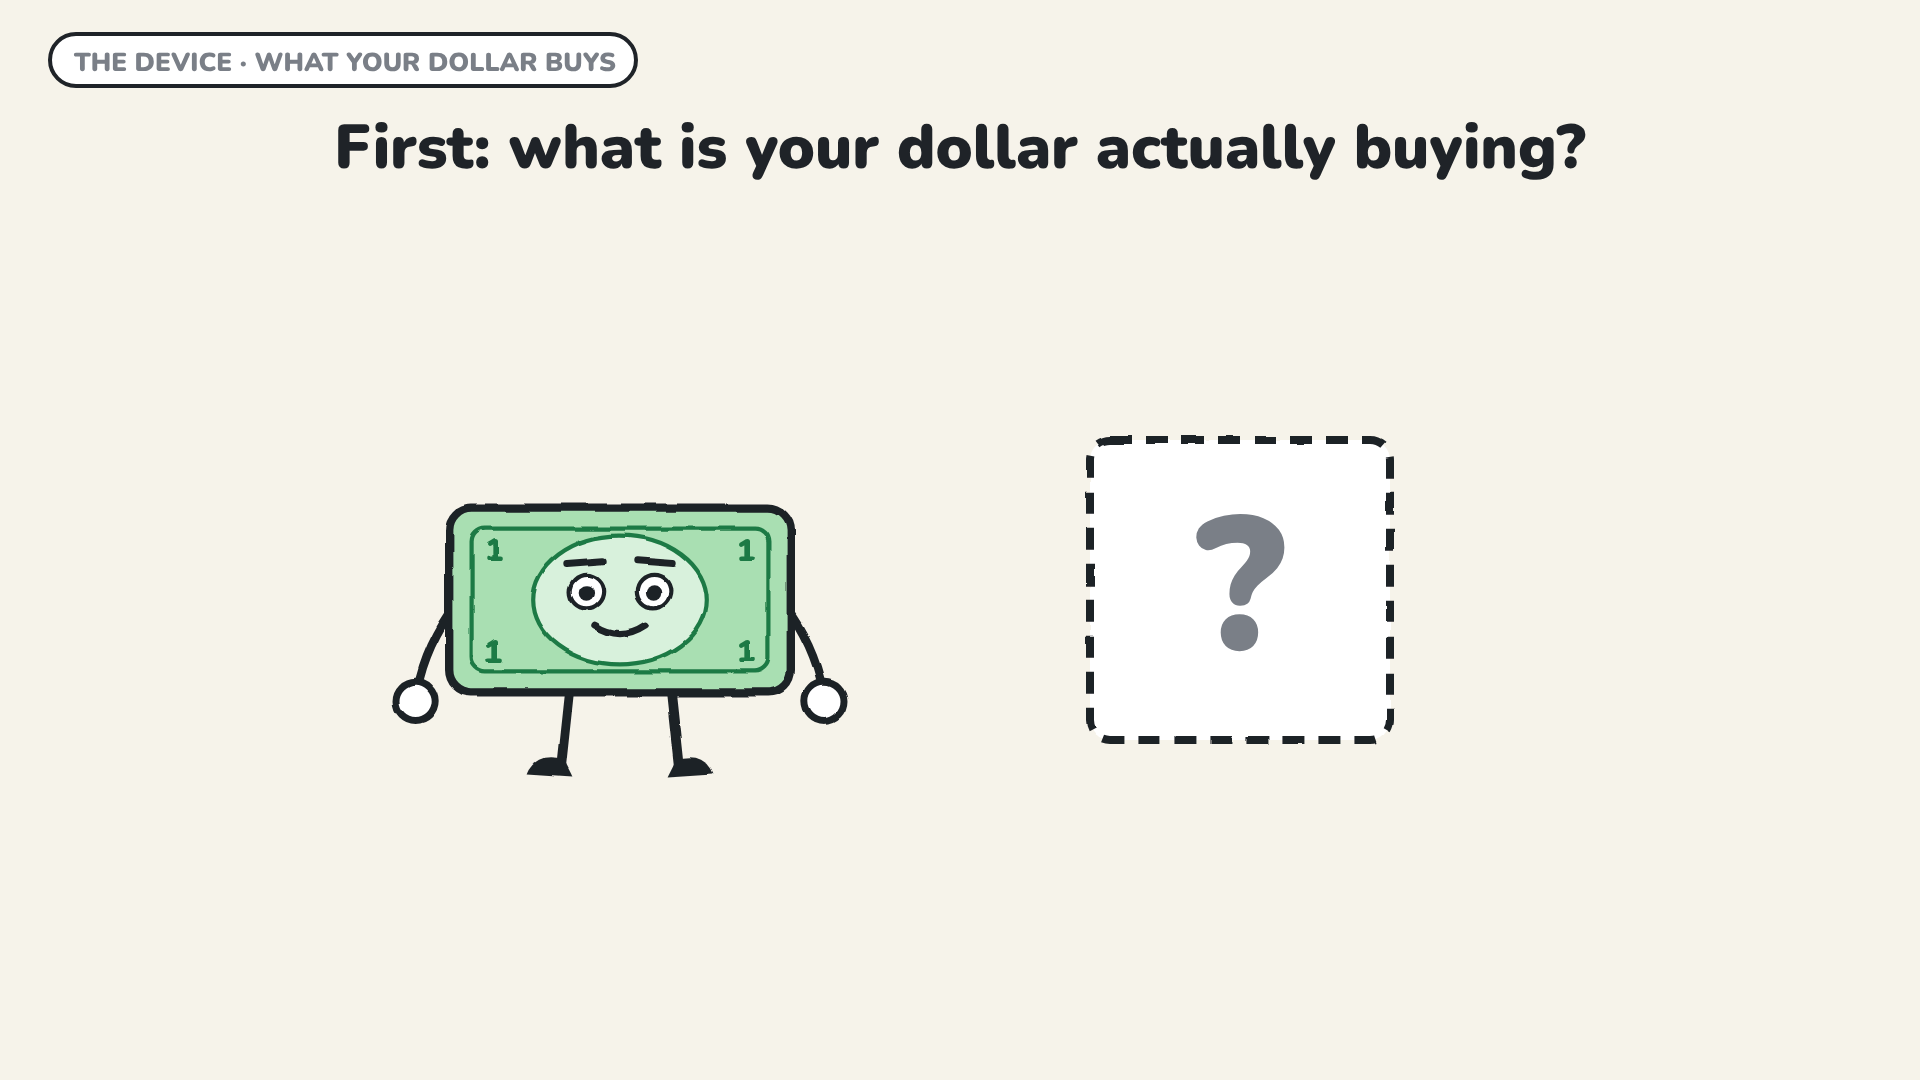 THE DEVICE · WHAT YOUR DOLLAR BUYS
First: what is your dollar actually buying?
1 1
?
1 1